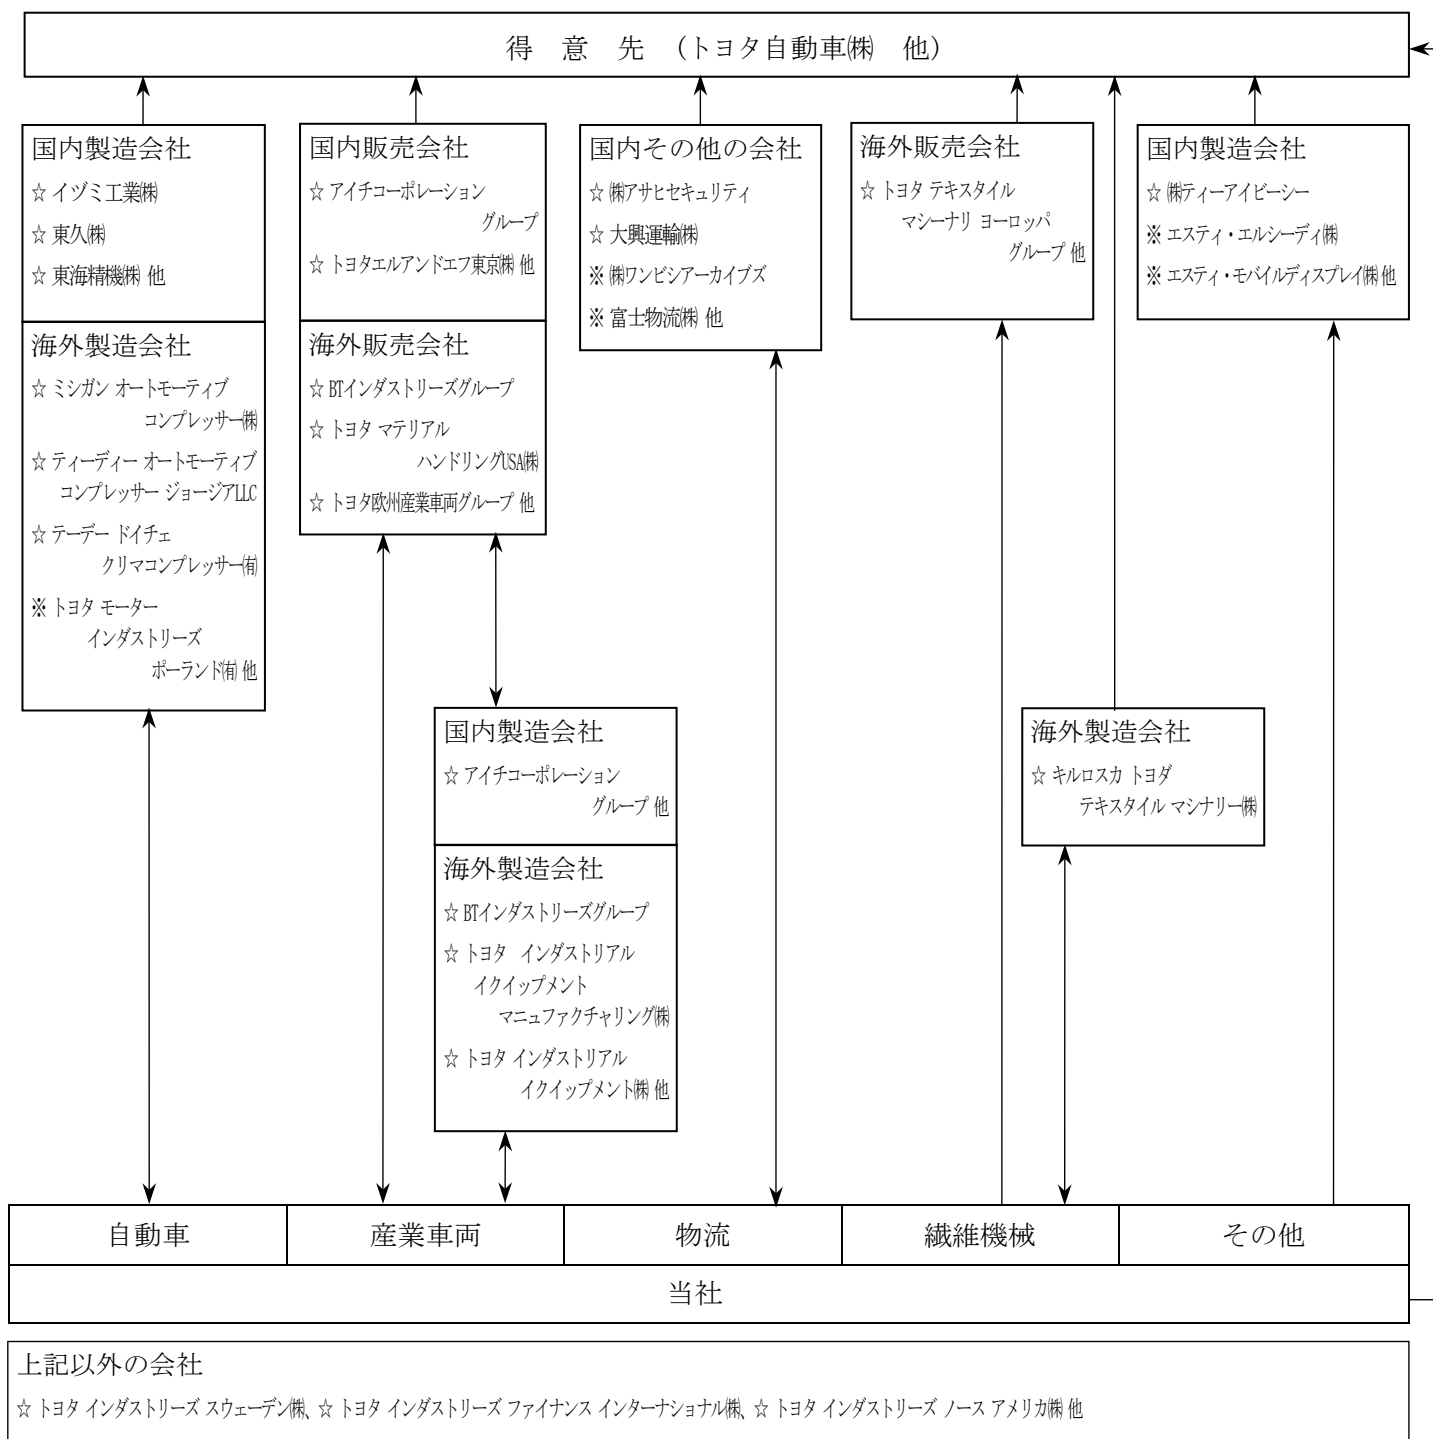 得 意 先 (トヨタ自動車㈱ 他)
国内製造会社
☆ イヅミ工業㈱
☆ 東久㈱
☆ 東海精機㈱ 他
海外製造会社
☆ ミシガン オートモーティブ
コンプレッサー㈱
☆ ティーディー オートモーティブ
コンプレッサー ジョージアLLC
☆ テーデー ドイチェ
クリマコンプレッサー㈲
※ トヨタ モーター
インダストリーズ
ポーランド㈲ 他
国内販売会社
☆ アイチコーポレーション
グループ
☆ トヨタエルアンドエフ東京㈱ 他
海外販売会社
☆ BTインダストリーズグループ
☆ トヨタ マテリアル
ハンドリングUSA㈱
☆ トヨタ欧州産業車両グループ 他
国内製造会社
☆ アイチコーポレーション
グループ 他
海外製造会社
☆ BTインダストリーズグループ
☆ トヨタ インダストリアル
イクイップメント
マニュファクチャリング㈱
☆ トヨタ インダストリアル
イクイップメント㈱ 他
国内その他の会社
☆ ㈱アサヒセキュリティ
☆ 大興運輸㈱
※ ㈱ワンビシアーカイブズ
※ 富士物流㈱ 他
海外販売会社
☆ トヨタ テキスタイル
マシーナリ ヨーロッパ
グループ 他
海外製造会社
☆ キルロスカ トヨダ
テキスタイル マシナリー㈱
国内製造会社
☆ ㈱ティーアイビーシー
※ エスティ・エルシーディ㈱
※ エスティ・モバイルディスプレイ㈱ 他
自動車
産業車両
物流
繊維機械
その他
当社
上記以外の会社
☆ トヨタ インダストリーズ スウェーデン㈱、☆ トヨタ インダストリーズ ファイナンス インターナショナル㈱、☆ トヨタ インダストリーズ ノース アメリカ㈱ 他